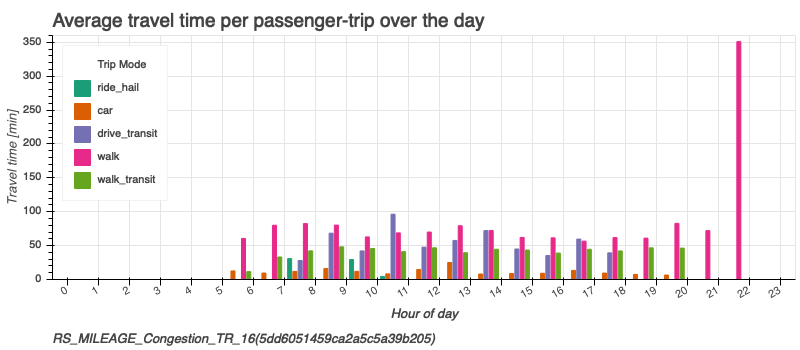 Average travel time per passenger-trip over the day
Travel time [min]
350
300
250
200
150
100
50
0
Trip Mode
ride_hail
car
drive_transit
walk
walk_transit
0 1 2 3 4 5 6 7 8 9 10 11 12 13 14 15 16 17 18 19 20 21 22 23
Hour of day
RS_MILEAGE_Congestion_TR_16(5dd6051459ca2a5c5a39b205)